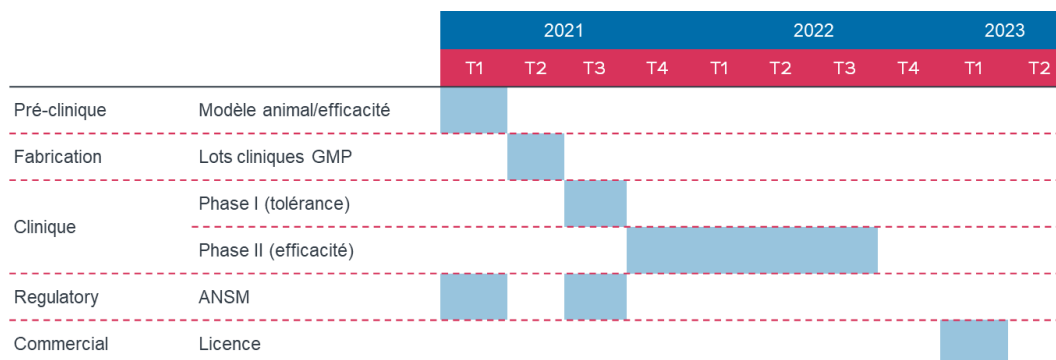 2021 2022 2023
T1 T2 T3 T4 T1 T2 T3 T4 T1 T2
Pré-clinique Modèle animal/efficacité
Fabrication Lots cliniques GMP
Clinique
Phase I (tolérance)
Phase II (efficacité)
Regulatory ANSM
Commercial Licence